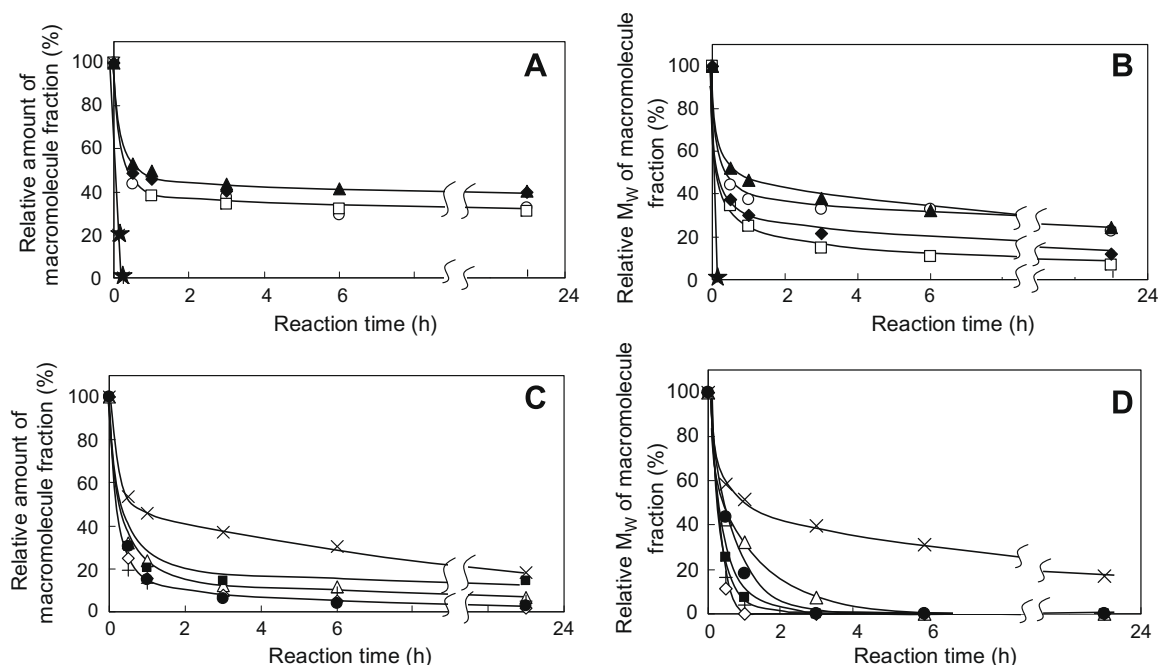 Relative amount of
macromolecule fraction (%)
100
80
60
40
20
0
0
2
4
6
24
Reaction time (h)
A
Relative MW of macromolecule
fraction (%)
100
80
60
40
20
0
0
2
4
6
24
Reaction time (h)
B
Relative amount of
macromolecule fraction (%)
100
80
60
40
20
0
0
2
4
6
24
Reaction time (h)
C
Relative MW of macromolecule
fraction (%)
100
80
60
40
20
0
0
2
4
6
24
Reaction time (h)
D